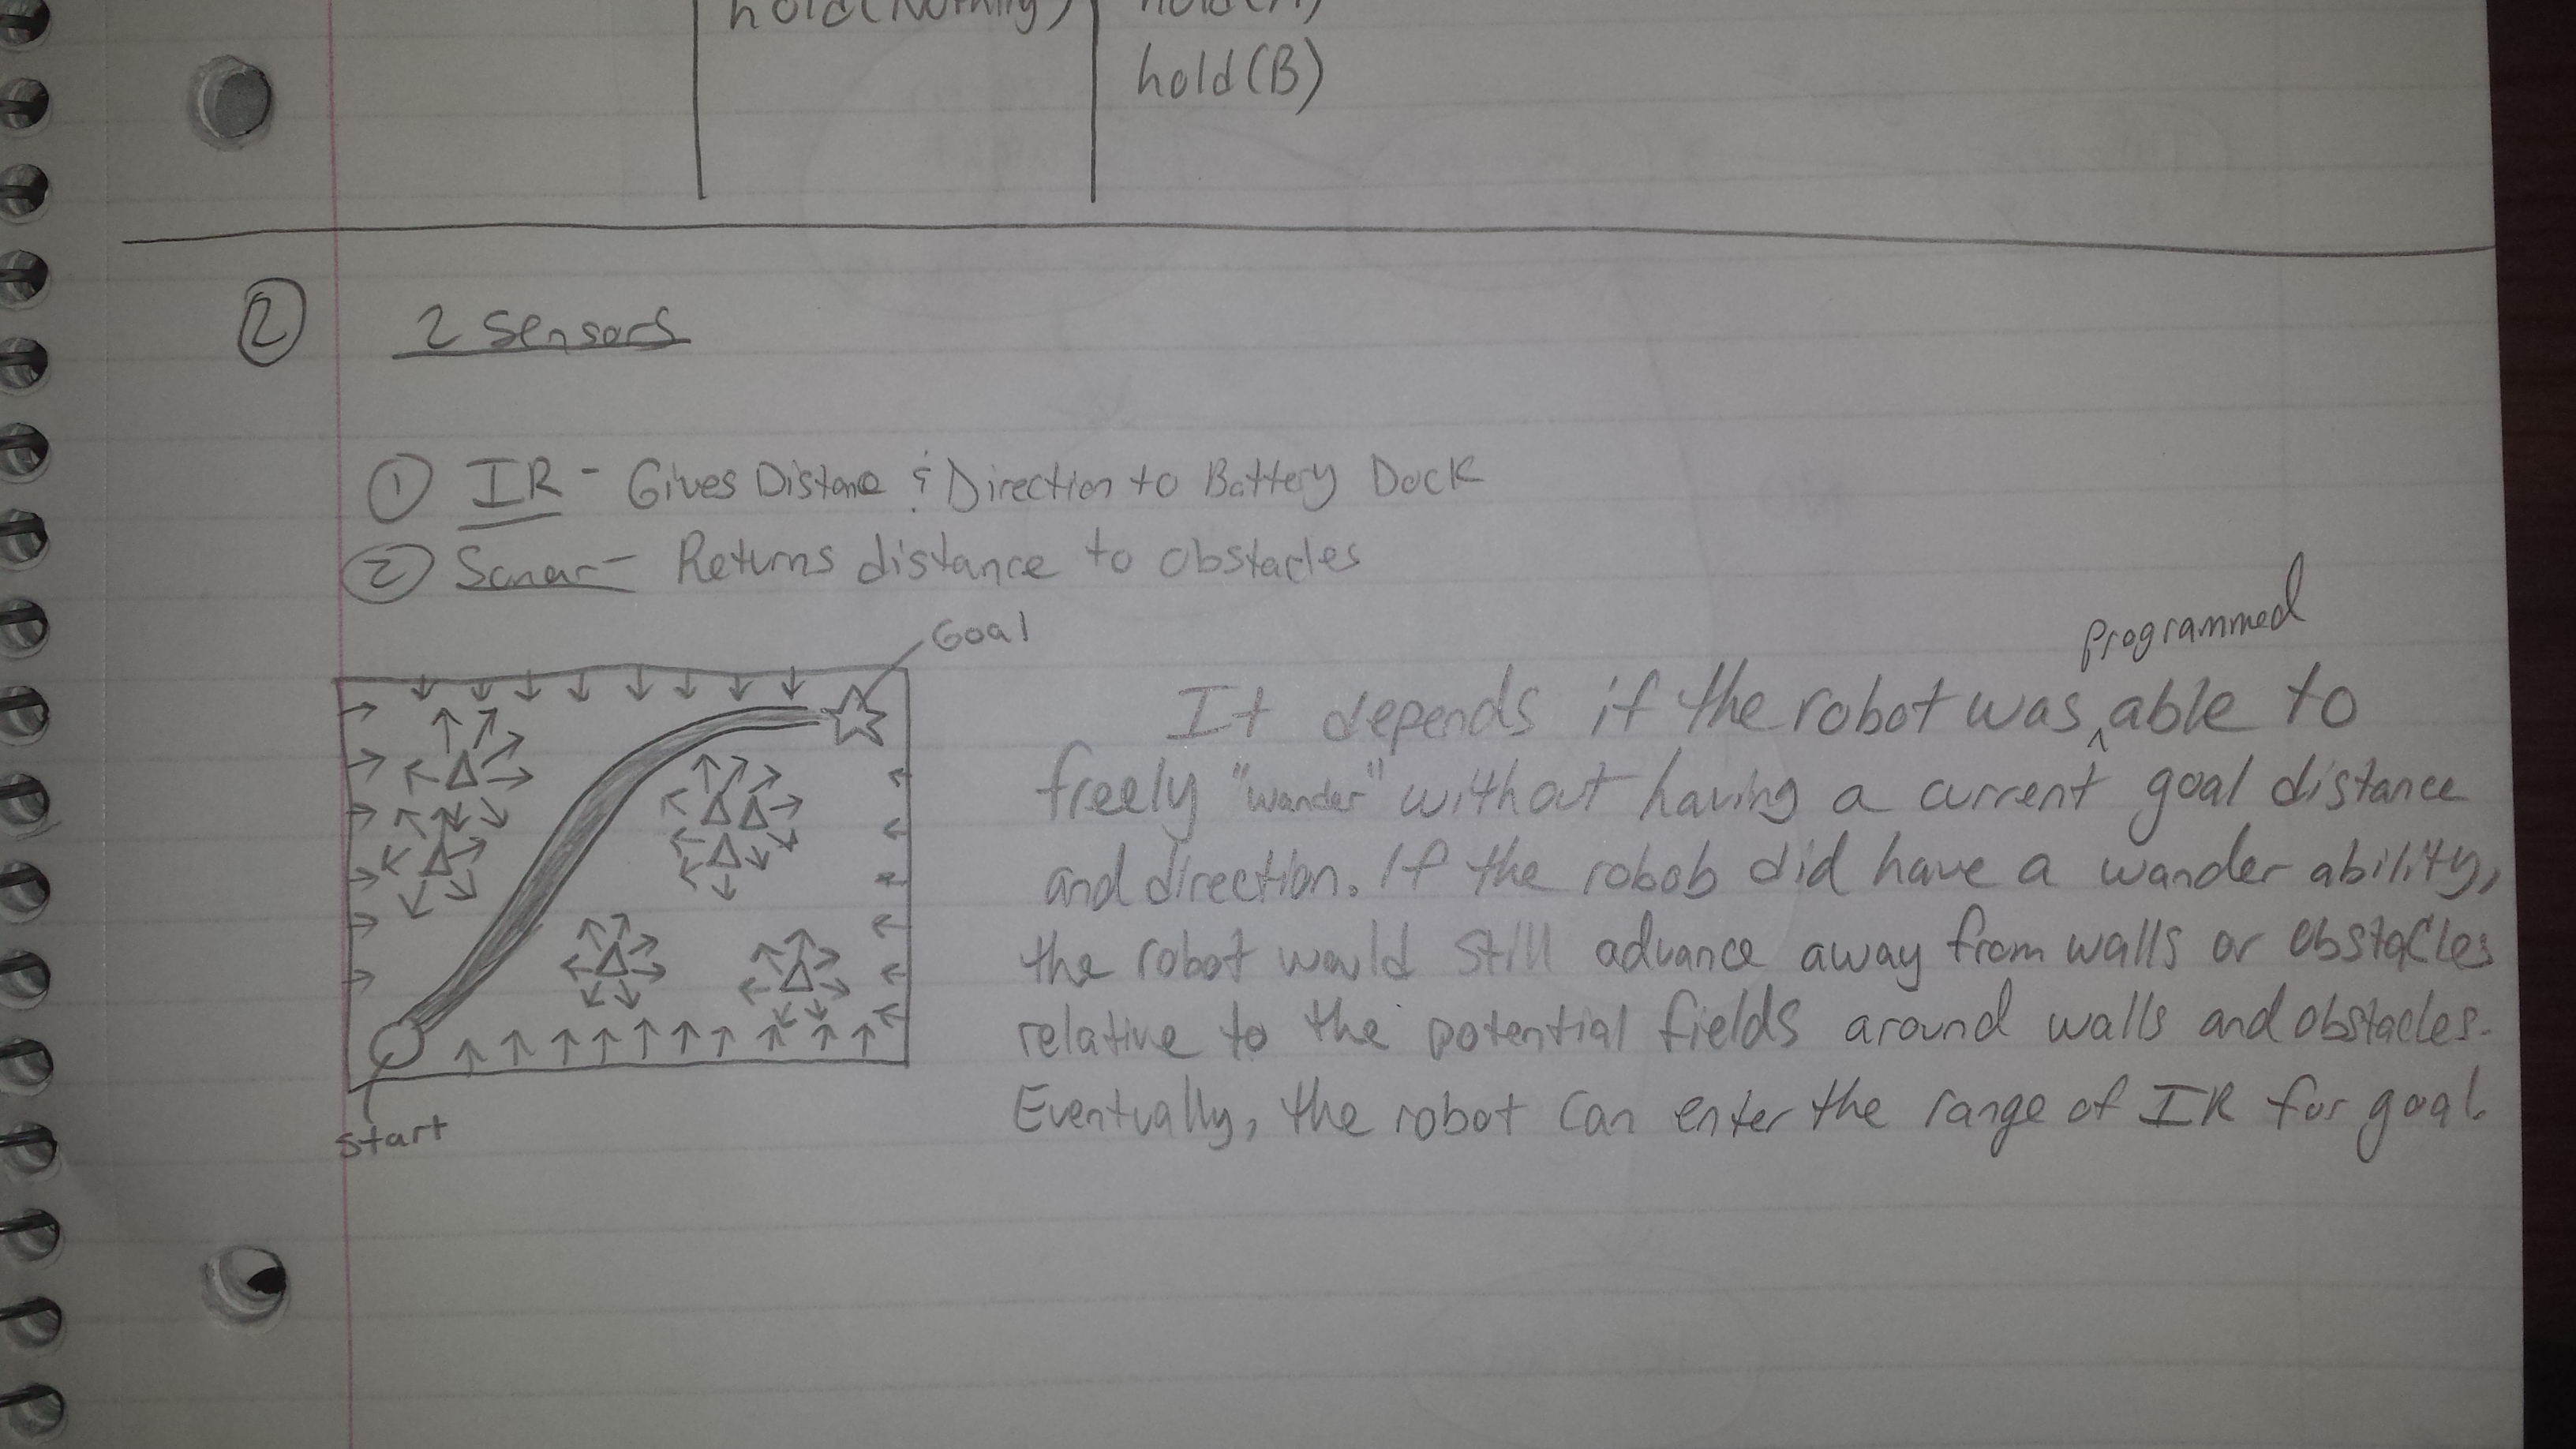 hold(Nothing) hold(A)
hold(B)
2 2 Sensors
1 IR - Gives Distance & Direction to Battery Dock
2 Sonar - Returns distance to obstacles
Goal
programmed
It depends if the robot was ^ able to
freely "wander" without having a current goal distance
and direction. If the robob did have a wander ability,
the robot would still advance away from walls or obstacles
relative to the potential fields around walls and obstacles.
Eventually, the robot can enter the range of IR for goal.
Start